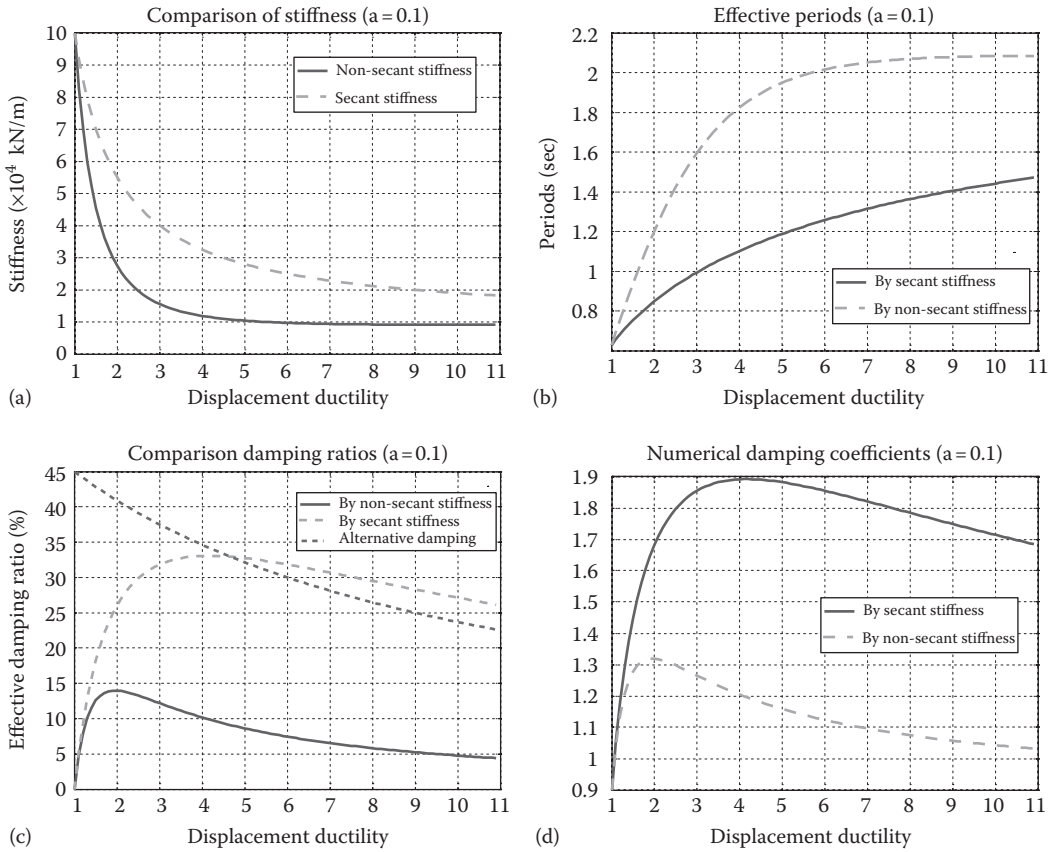 Comparison of stiffness (a = 0.1)
10
9
8
7
6
5
4
3
2
1
0
Stiffness (×10⁴ kN/m)
Non-secant stiffness
Secant stiffness
1 2 3 4 5 6 7 8 9 10 11
(a)
Displacement ductility
Effective periods (a = 0.1)
2.2
2
1.8
1.6
1.4
1.2
1
0.8
Periods (sec)
By secant stiffness
By non-secant stiffness
1 2 3 4 5 6 7 8 9 10 11
(b)
Displacement ductility
Comparison damping ratios (a = 0.1)
45
40
35
30
25
20
15
10
5
0
Effective damping ratio (%)
By non-secant stiffness
By secant stiffness
Alternative damping
1 2 3 4 5 6 7 8 9 10 11
(c)
Displacement ductility
Numerical damping coefficients (a = 0.1)
1.9
1.8
1.7
1.6
1.5
1.4
1.3
1.2
1.1
1
0.9
By secant stiffness
By non-secant stiffness
1 2 3 4 5 6 7 8 9 10 11
(d)
Displacement ductility